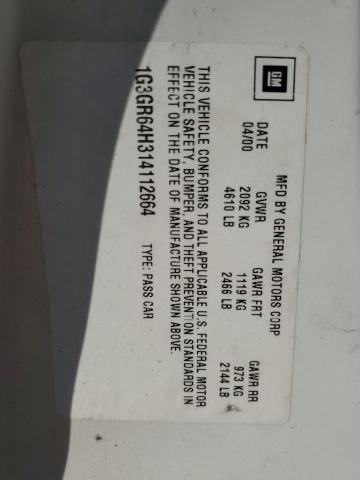 GM
MFD BY GENERAL MOTORS CORP
DATE GVWR GAWR FRT GAWR RR
04/00 2092 KG 1119 KG 973 KG
4610 LB 2466 LB 2144 LB
THIS VEHICLE CONFORMS TO ALL APPLICABLE U.S. FEDERAL MOTOR
VEHICLE SAFETY, BUMPER, AND THEFT PREVENTION STANDARDS IN
EFFECT ON THE DATE OF MANUFACTURE SHOWN ABOVE.
1G3GR64H314112664 TYPE: PASS CAR